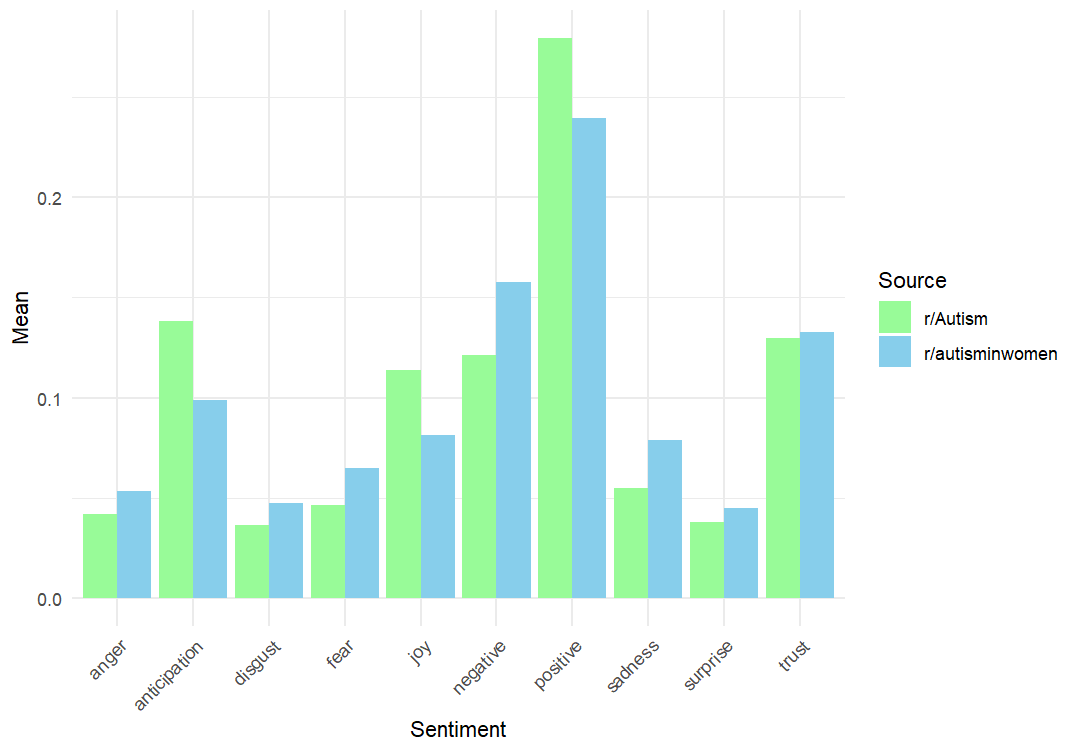 Mean
0.2
0.1
0.0
anger
anticipation
disgust
fear
joy
negative
positive
sadness
surprise
trust
Sentiment
Source
r/Autism
r/autisminwomen